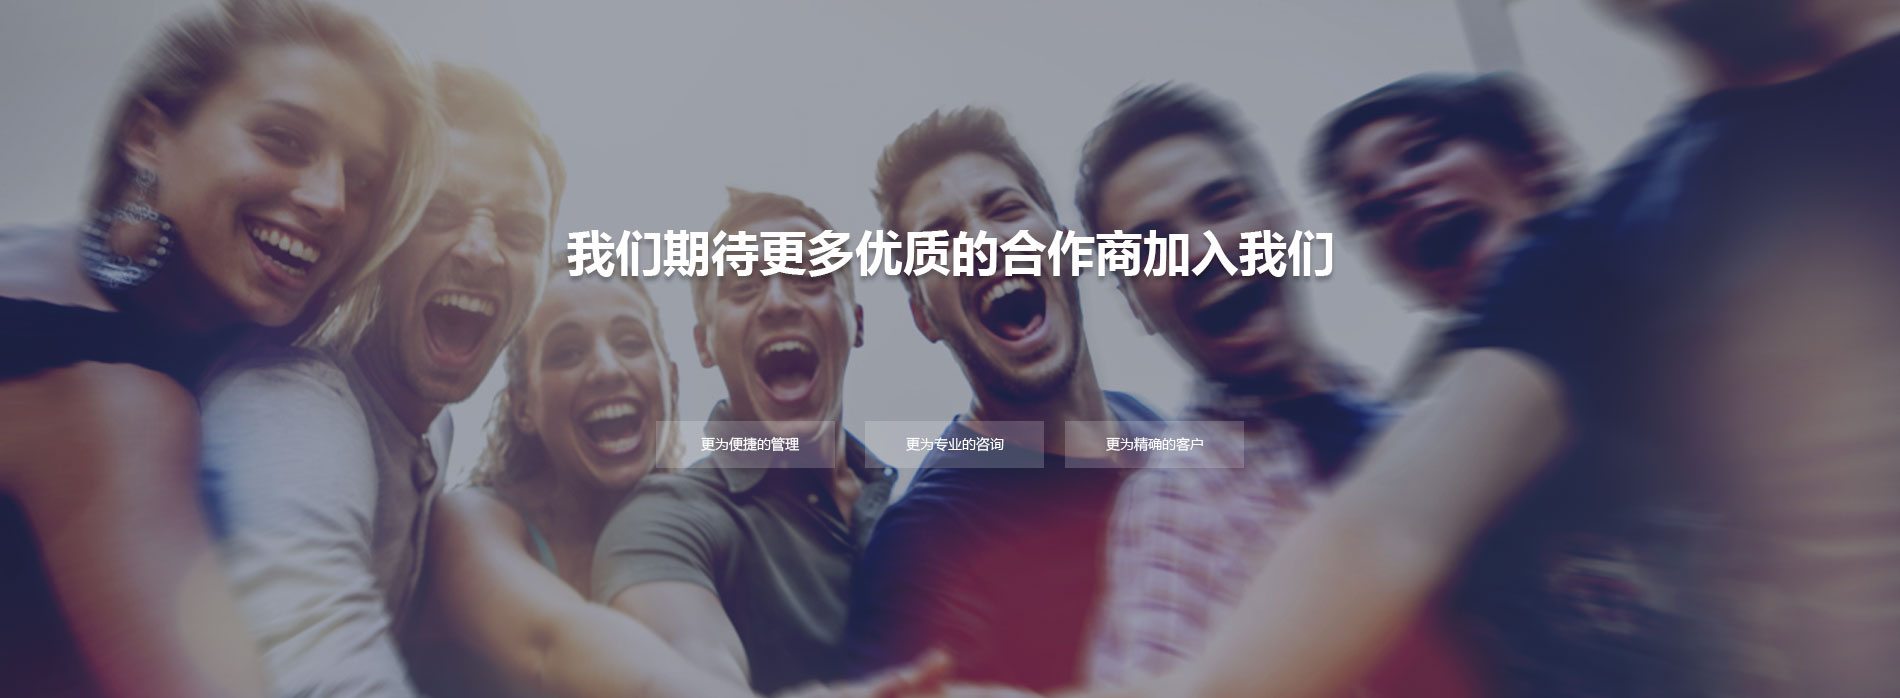 我们期待更多优质的合作商加入我们
更为便捷的管理
更为专业的咨询
更为精确的客户